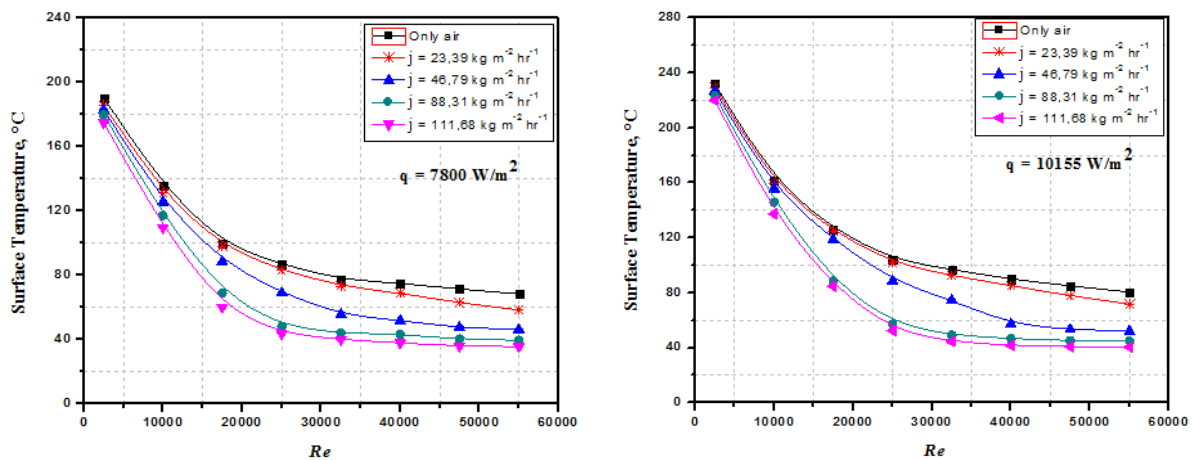 240
200
160
120
80
40
0
Surface Temperature, °C
Only air
j = 23,39 kg m⁻² hr⁻¹
j = 46,79 kg m⁻² hr⁻¹
j = 88,31 kg m⁻² hr⁻¹
j = 111,68 kg m⁻² hr⁻¹
q = 7800 W/m²
0 10000 20000 30000 40000 50000 60000
Re
280
240
200
160
120
80
40
0
Surface Temperature, °C
Only air
j = 23,39 kg m⁻² hr⁻¹
j = 46,79 kg m⁻² hr⁻¹
j = 88,31 kg m⁻² hr⁻¹
j = 111,68 kg m⁻² hr⁻¹
q = 10155 W/m²
0 10000 20000 30000 40000 50000 60000
Re